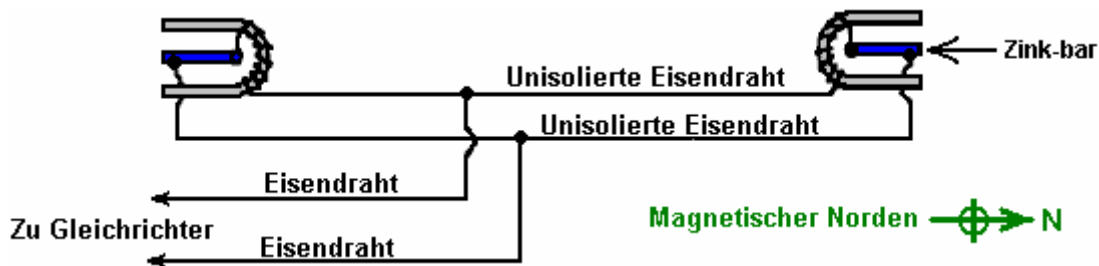 Zink-bar
Unisolierte Eisendraht
Unisolierte Eisendraht
Eisendraht
Zu Gleichrichter
Magnetischer Norden N
Eisendraht